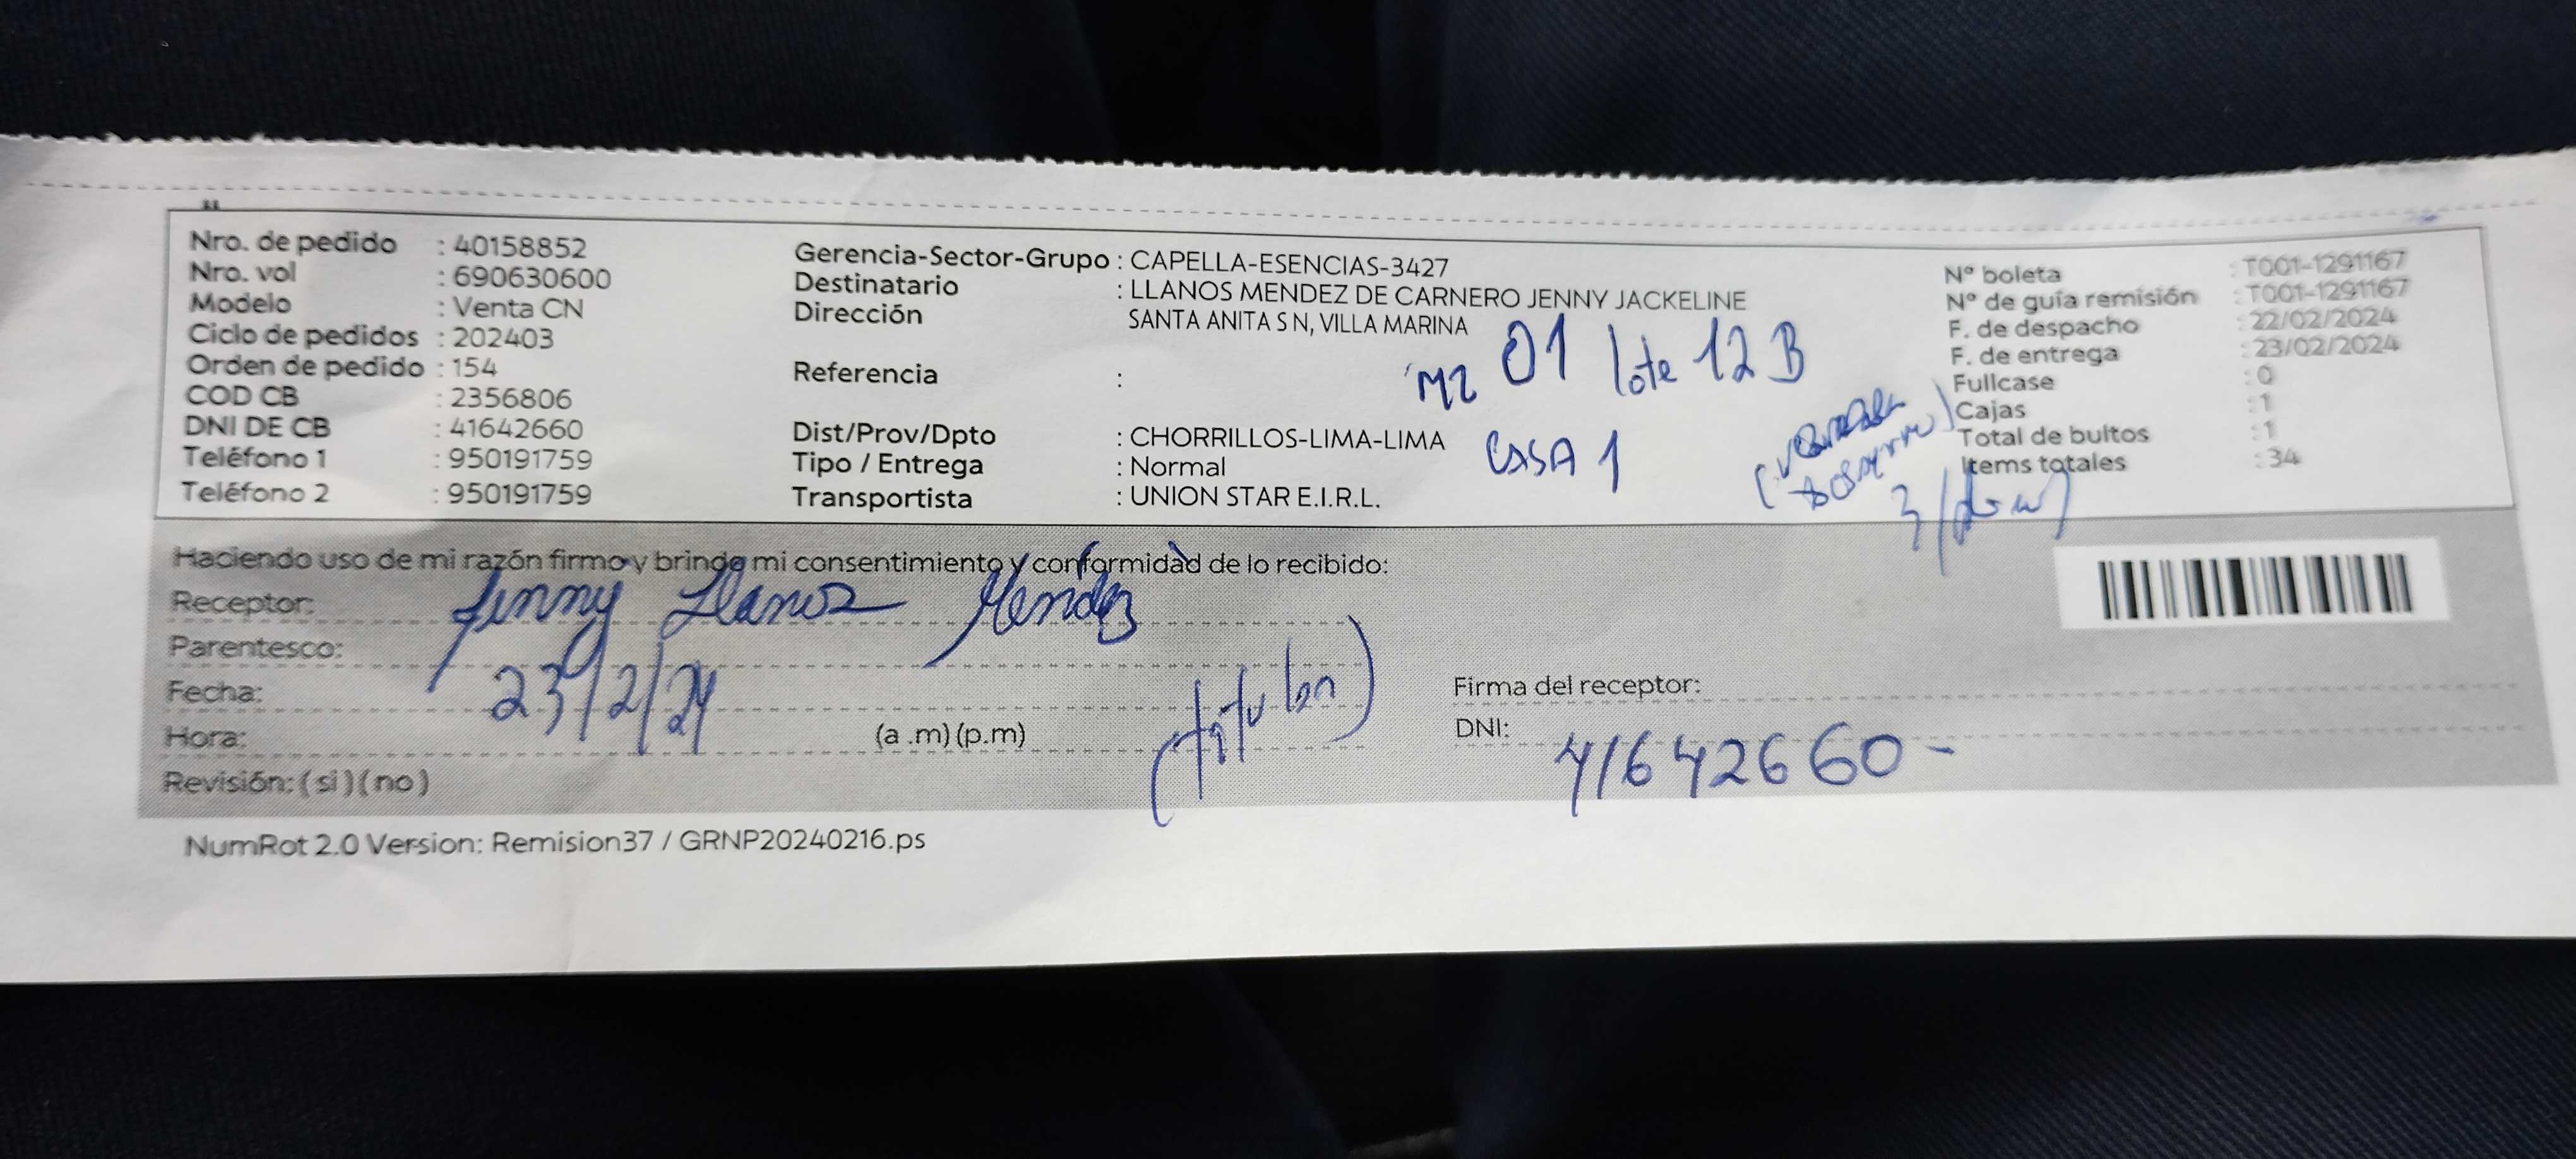 Nro. de pedido : 40158852
Nro. vol : 690630600
Modelo : Venta CN
Ciclo de pedidos : 202403
Orden de pedido : 154
COD CB : 2356806
DNI DE CB : 41642660
Teléfono 1 : 950191759
Teléfono 2 : 950191759
Gerencia-Sector-Grupo : CAPELLA-ESENCIAS-3427
Destinatario : LLANOS MENDEZ DE CARNERO JENNY JACKELINE
Dirección SANTA ANITA S N, VILLA MARINA
Mz 01 lote 12 B
Referencia :
Dist/Prov/Dpto : CHORRILLOS-LIMA-LIMA
CASA 1
Tipo / Entrega : Normal
Transportista : UNION STAR E.I.R.L.
N° boleta : T001-1291167
N° de guía remisión : T001-1291167
F. de despacho : 22/02/2024
F. de entrega : 23/02/2024
Fullcase : 0
Cajas : 1
Total de bultos : 1
Items totales : 34
Haciendo uso de mi razón firmo y brindo mi consentimiento y conformidad de lo recibido:
Receptor: Jenny Llanos Mendez
Parentesco:
(titular)
Fecha: 23/2/24
Hora: (a .m) (p.m)
Revisión: ( si ) ( no )
Firma del receptor:
DNI: 41642660-
NumRot 2.0 Version: Remision37 / GRNP20240216.ps